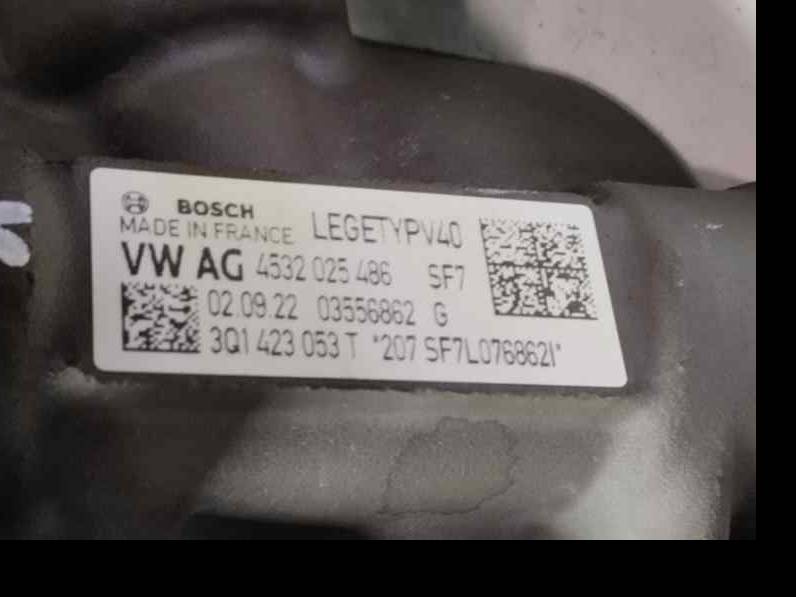 BOSCH LEGETYPV40
MADE IN FRANCE
VW AG 4532 025 486 SF7
02.09.22 03556862 G
3Q1 423 053 T *207 SF7L076862I*